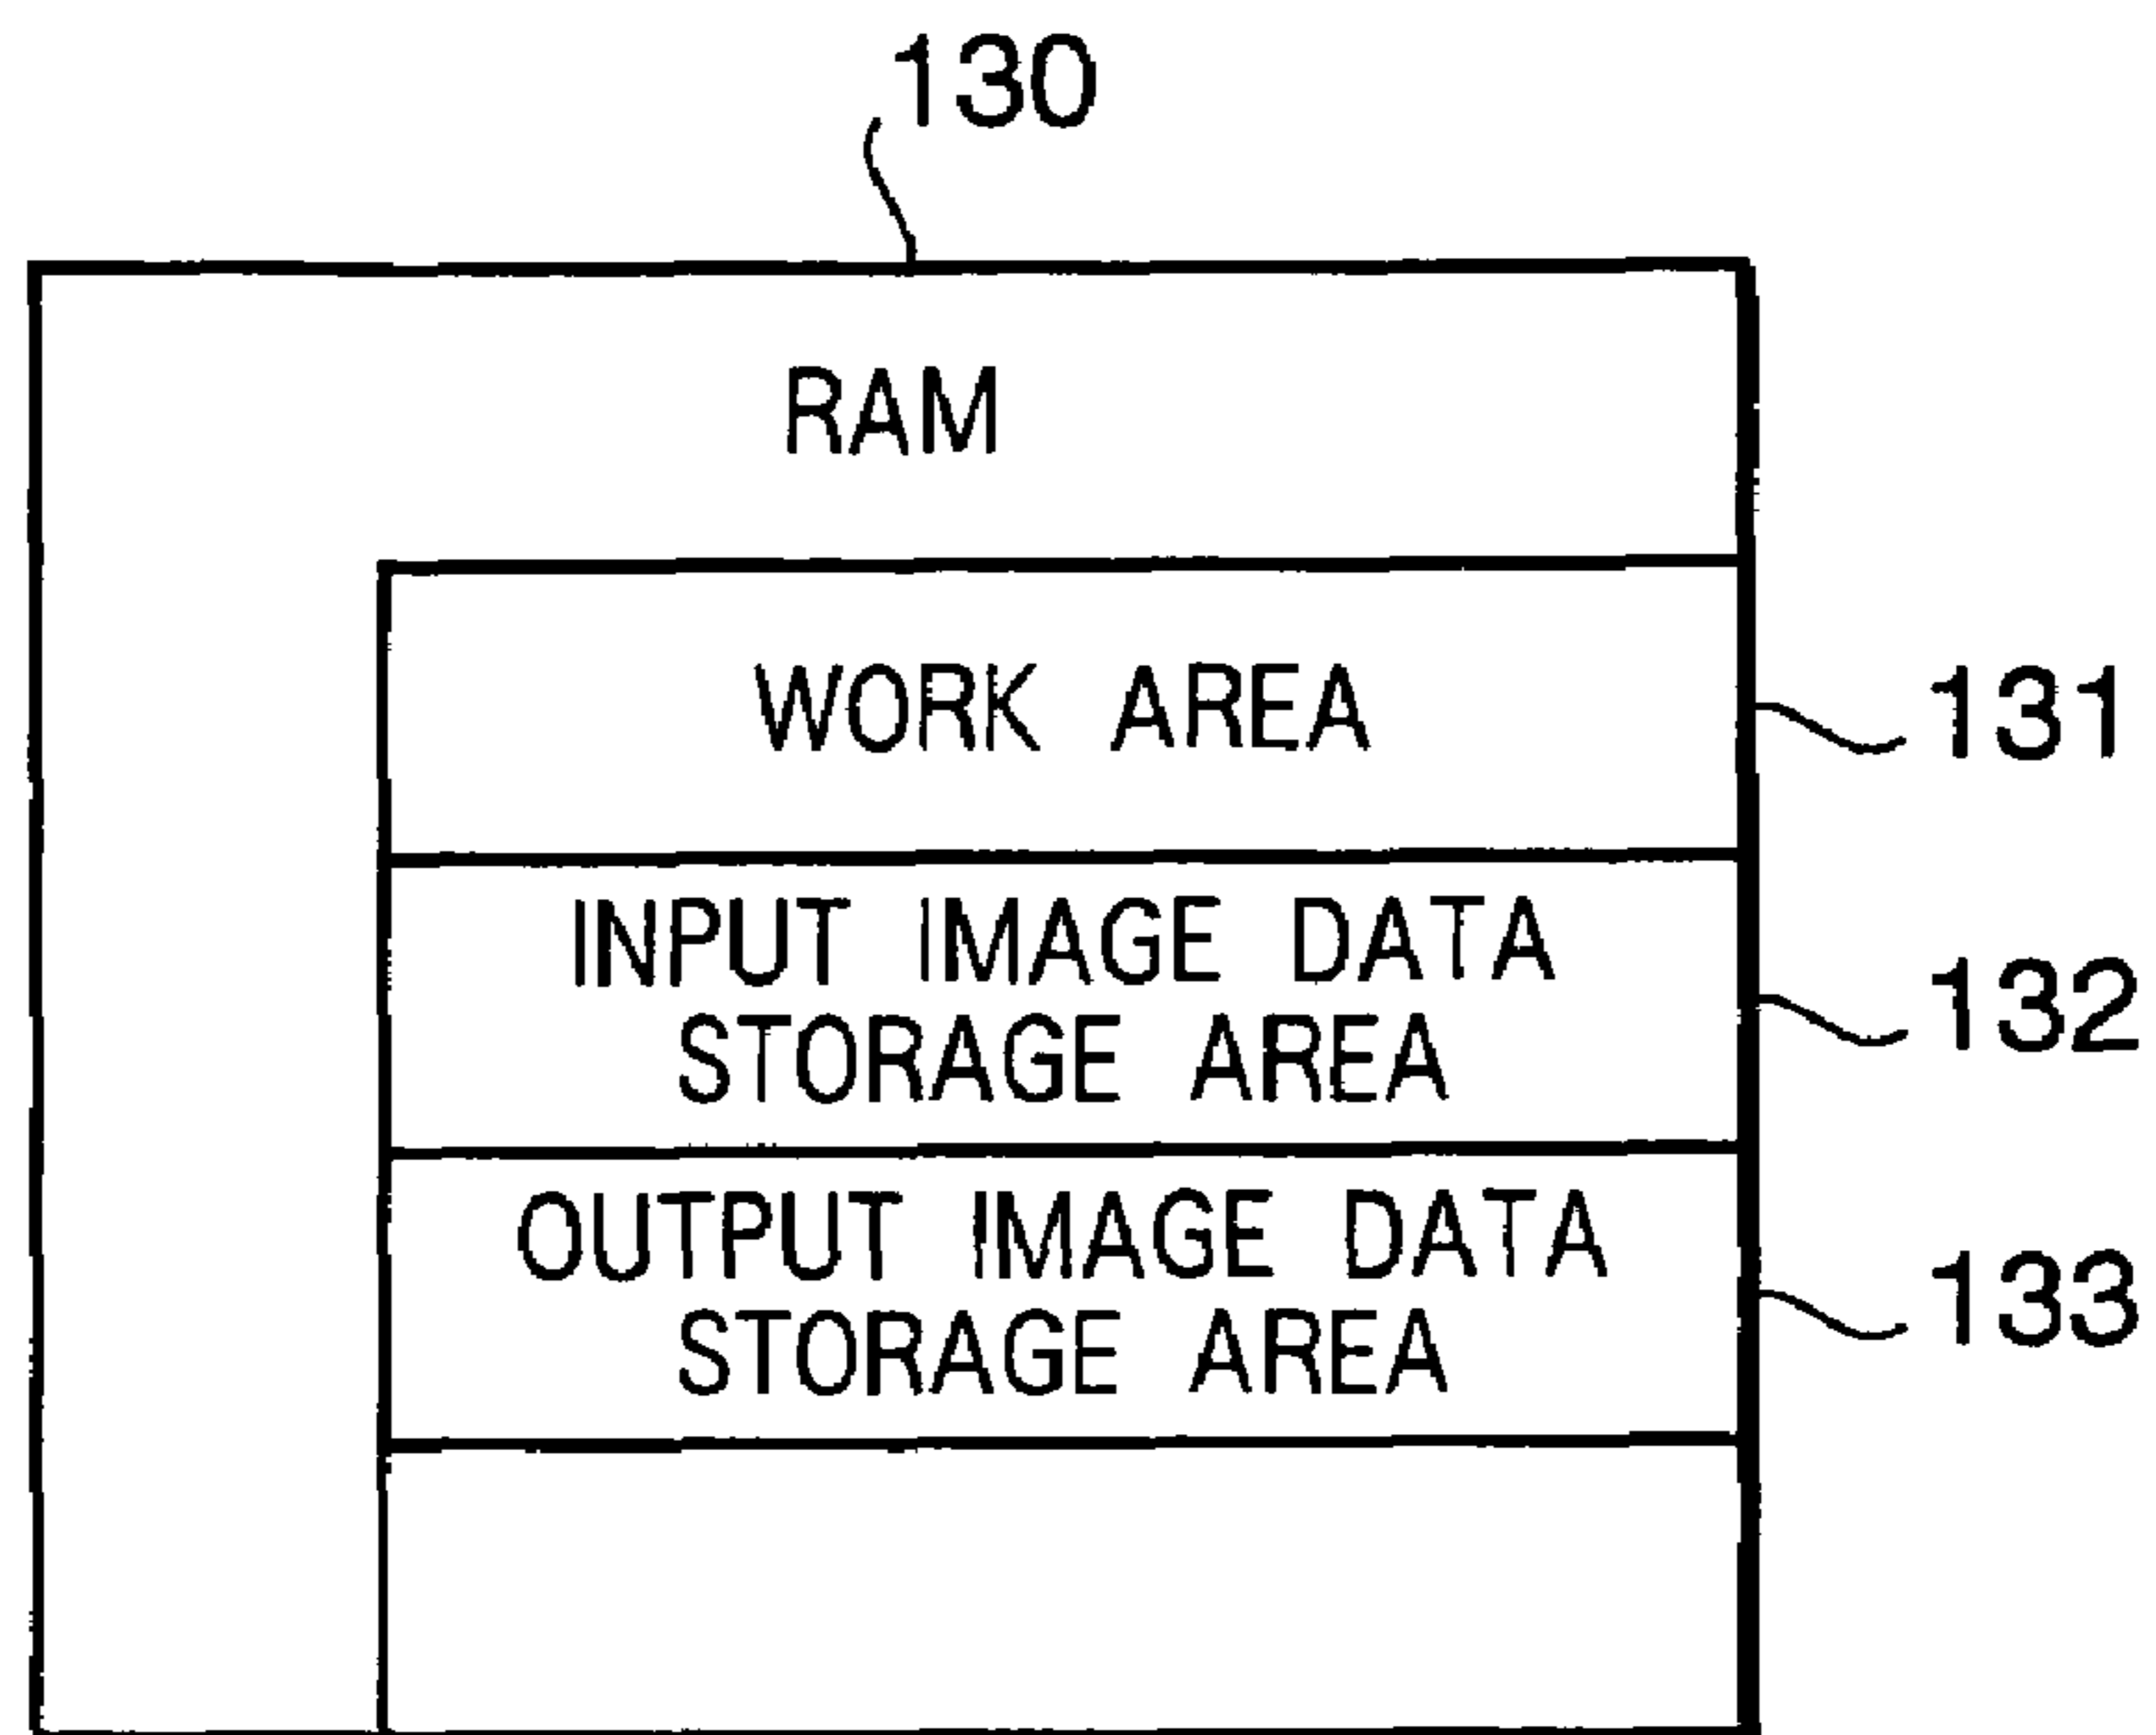 130
RAM
WORK AREA
131
INPUT IMAGE DATA
STORAGE AREA
132
OUTPUT IMAGE DATA
STORAGE AREA
133